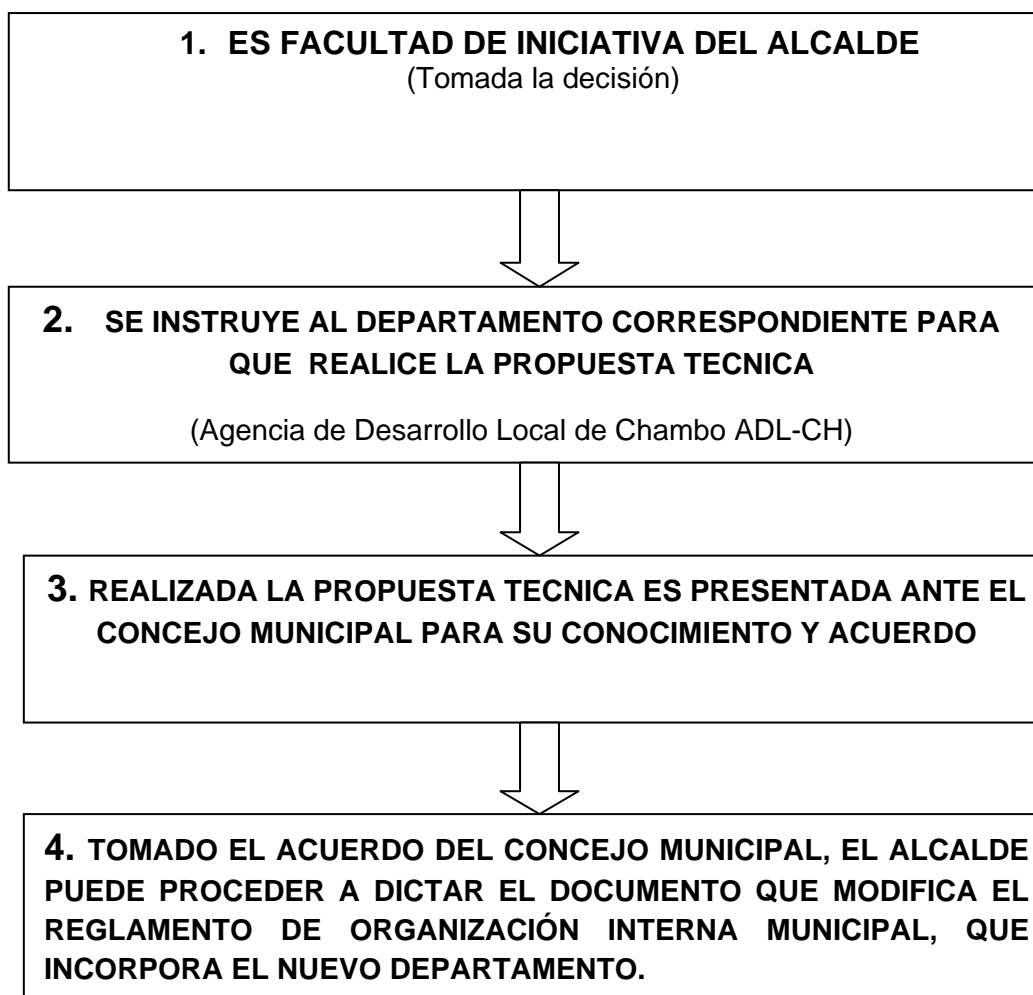 1. ES FACULTAD DE INICIATIVA DEL ALCALDE
(Tomada la decisión)
2. SE INSTRUYE AL DEPARTAMENTO CORRESPONDIENTE PARA
QUE REALICE LA PROPUESTA TECNICA
(Agencia de Desarrollo Local de Chambo ADL-CH)
3. REALIZADA LA PROPUESTA TECNICA ES PRESENTADA ANTE EL
CONCEJO MUNICIPAL PARA SU CONOCIMIENTO Y ACUERDO
4. TOMADO EL ACUERDO DEL CONCEJO MUNICIPAL, EL ALCALDE
PUEDE PROCEDER A DICTAR EL DOCUMENTO QUE MODIFICA EL
REGLAMENTO DE ORGANIZACIÓN INTERNA MUNICIPAL, QUE
INCORPORA EL NUEVO DEPARTAMENTO.